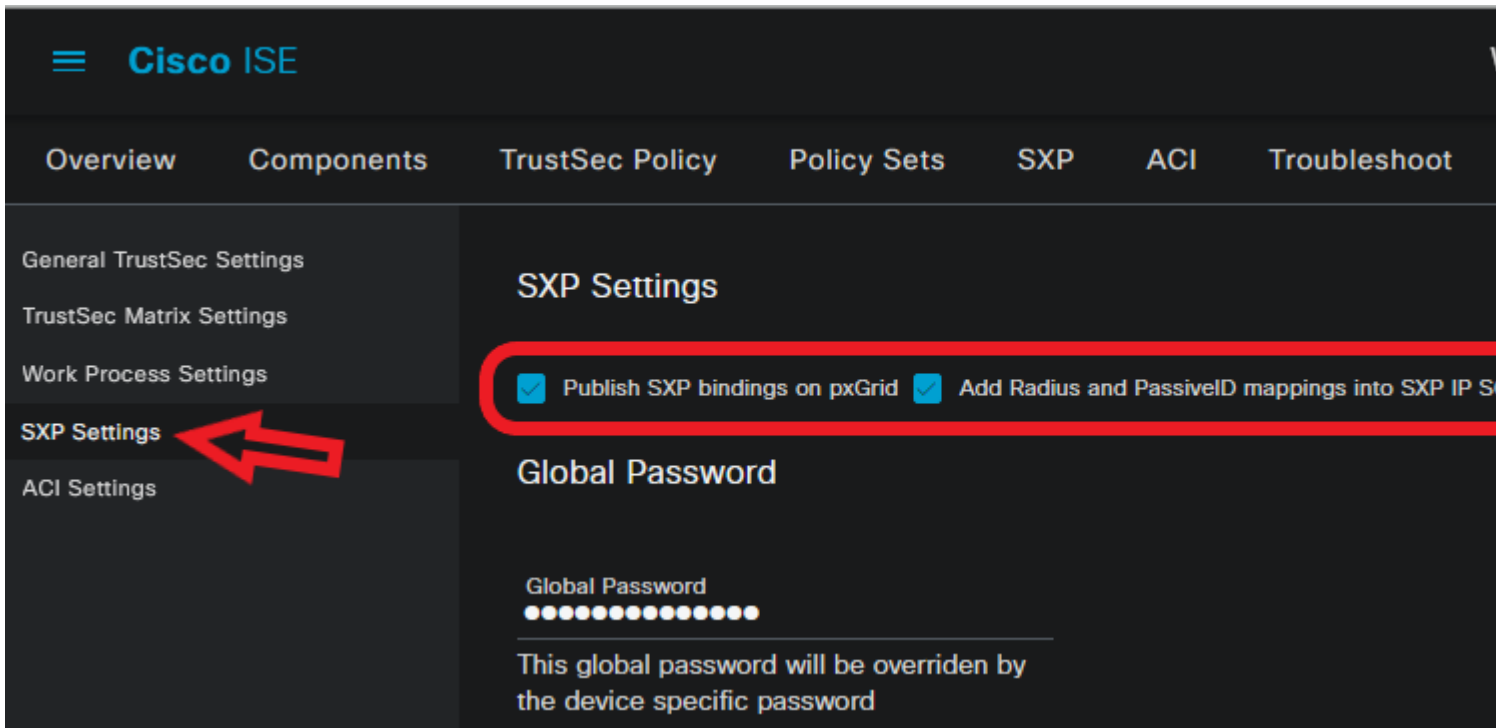 Cisco ISE
Overview Components TrustSec Policy Policy Sets SXP ACI Troubleshoot
General TrustSec Settings
TrustSec Matrix Settings
Work Process Settings
SXP Settings
ACI Settings
SXP Settings
Publish SXP bindings on pxGrid Add Radius and PassiveID mappings into SXP IP
Global Password
Global Password
This global password will be overriden by
the device specific password